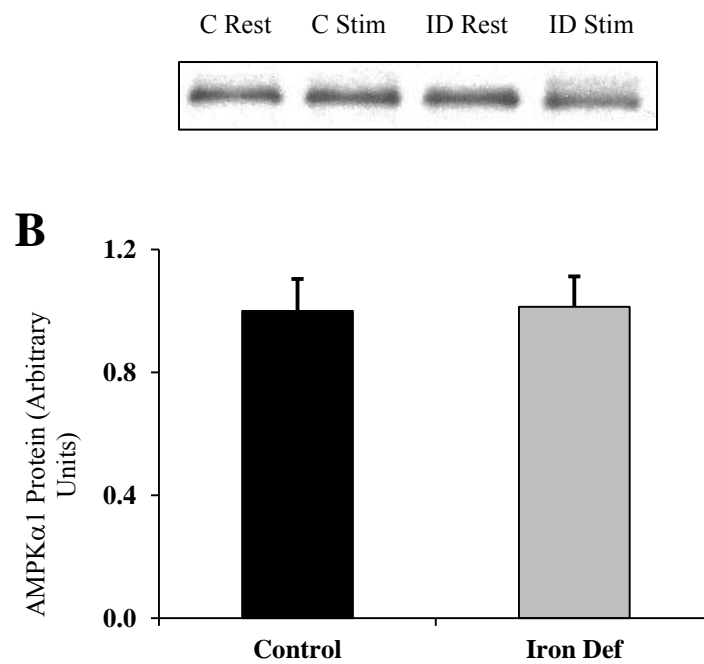 C Rest C Stim ID Rest ID Stim
B
1.2
0.8
0.4
0.0
AMPKα1 Protein (Arbitrary
Units)
Control Iron Def